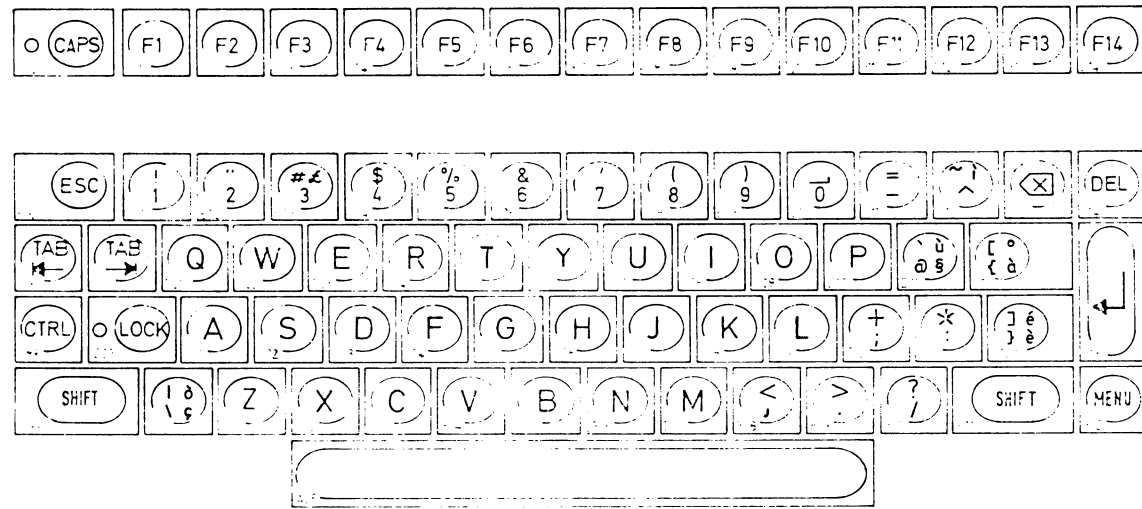 CAPS F1 F2 F3 F4 F5 F6 F7 F8 F9 F10 F11 F12 F13 F14
ESC ! " #£ $ % & ' ( ) _ = ~ì DEL
1 2 3 4 5 6 7 8 9 0 - ^
TAB TAB Q W E R T Y U I O P ` ù [ °
@ § { à
CTRL LOCK A S D F G H J K L + * ] é
; : } è
SHIFT | ò Z X C V B N M < > ? SHIFT MENU
\ ç , . /